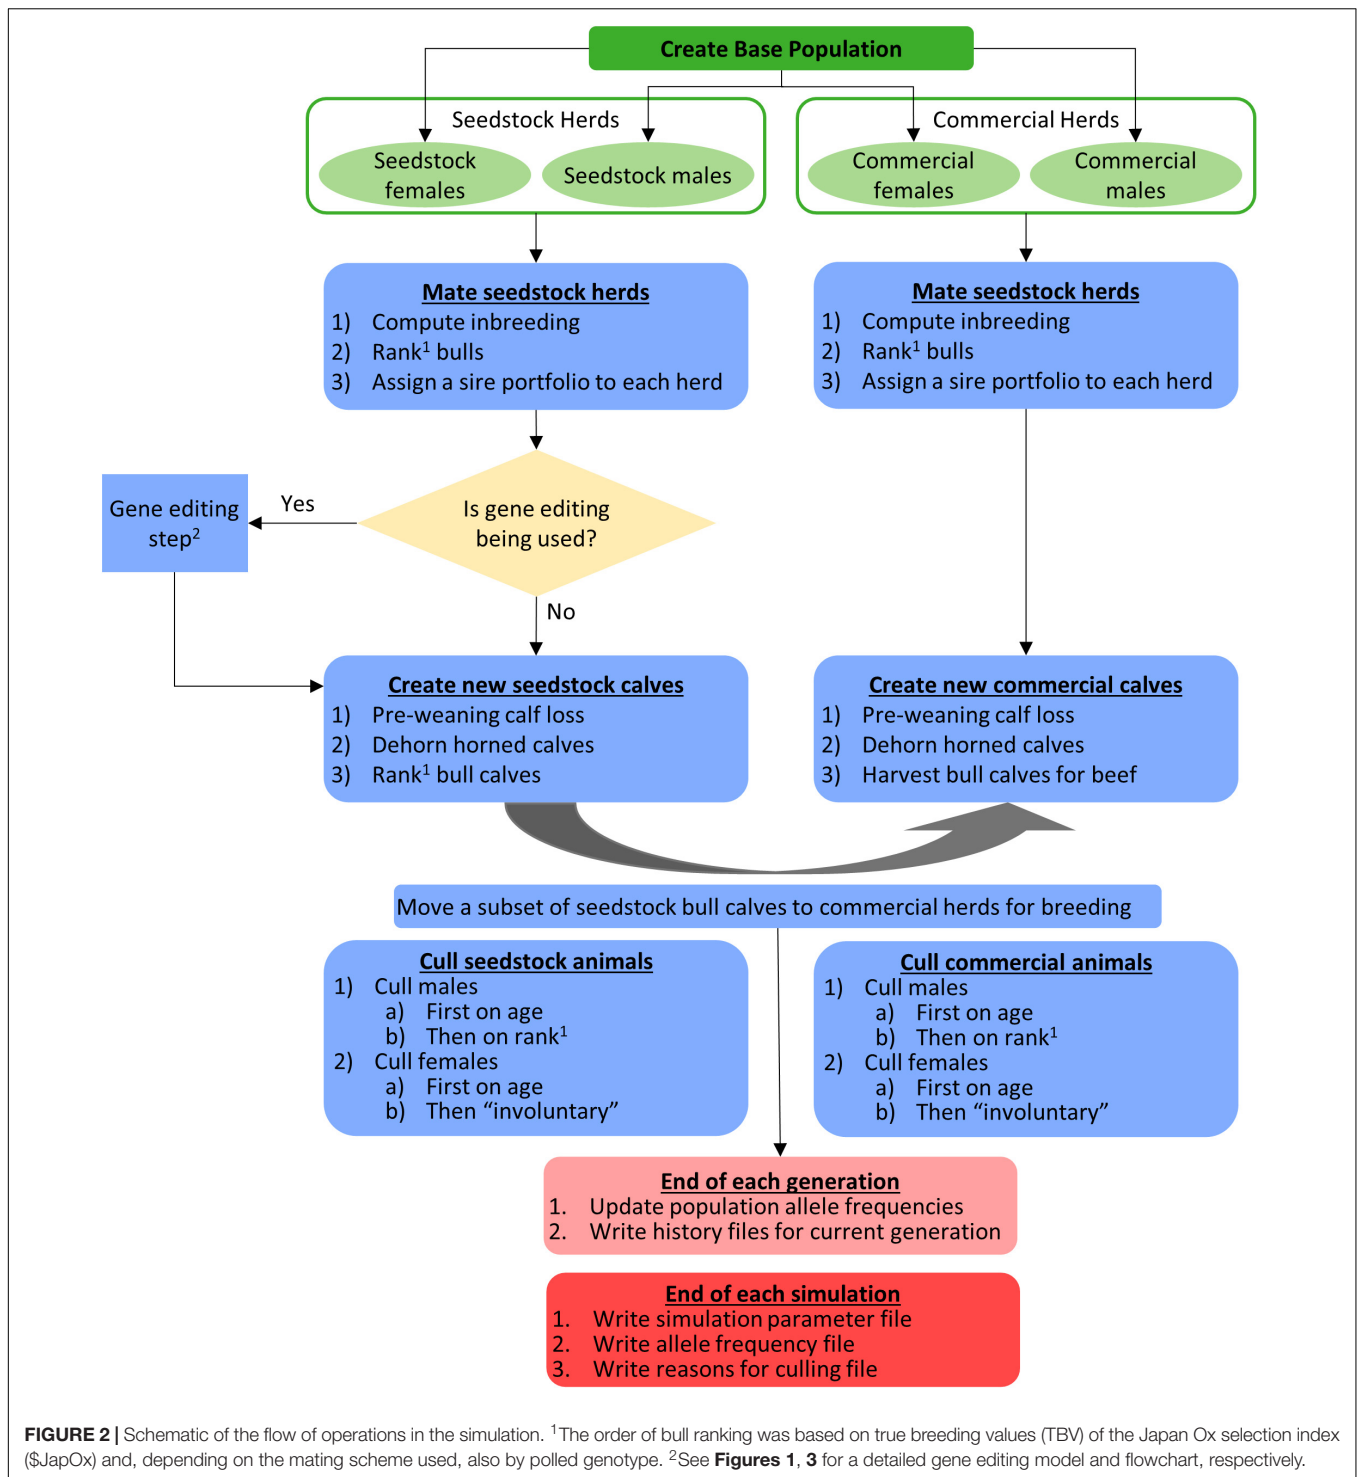 Create Base Population
Seedstock Herds
Seedstock
females
Seedstock males
Commercial Herds
Commercial
females
Commercial
males
Mate seedstock herds
1) Compute inbreeding
2) Rank¹ bulls
3) Assign a sire portfolio to each herd
Mate seedstock herds
1) Compute inbreeding
2) Rank¹ bulls
3) Assign a sire portfolio to each herd
Is gene editing
being used?
Yes
Gene editing
step²
No
Create new seedstock calves
1) Pre-weaning calf loss
2) Dehorn horned calves
3) Rank¹ bull calves
Create new commercial calves
1) Pre-weaning calf loss
2) Dehorn horned calves
3) Harvest bull calves for beef
Move a subset of seedstock bull calves to commercial herds for breeding
Cull seedstock animals
1) Cull males
a) First on age
b) Then on rank¹
2) Cull females
a) First on age
b) Then “involuntary”
Cull commercial animals
1) Cull males
a) First on age
b) Then on rank¹
2) Cull females
a) First on age
b) Then “involuntary”
End of each generation
1. Update population allele frequencies
2. Write history files for current generation
End of each simulation
1. Write simulation parameter file
2. Write allele frequency file
3. Write reasons for culling file
FIGURE 2 | Schematic of the flow of operations in the simulation. ¹The order of bull ranking was based on true breeding values (TBV) of the Japan Ox selection index
($JapOx) and, depending on the mating scheme used, also by polled genotype. ²See Figures 1, 3 for a detailed gene editing model and flowchart, respectively.